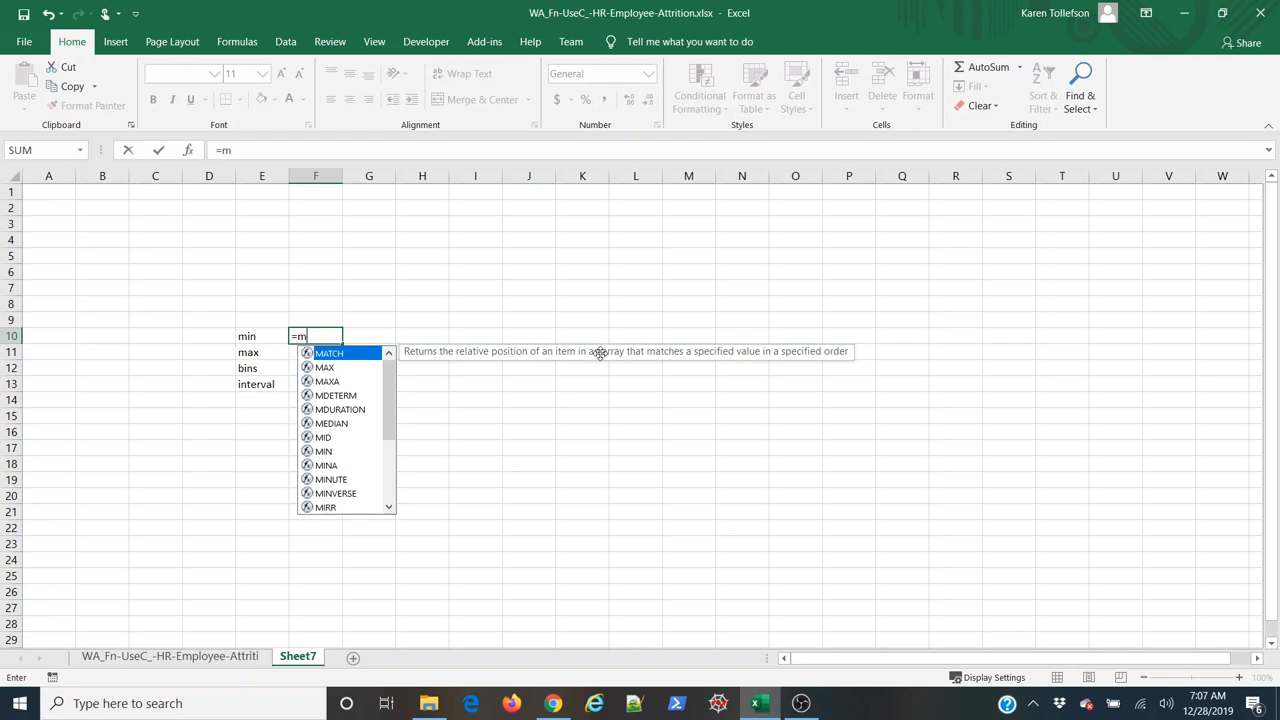 WA_Fn-UseC_-HR-Employee-Attrition.xlsx - Excel
Karen Tollefson
File Home Insert Page Layout Formulas Data Review View Developer Add-ins Help Team Tell me what you want to do Share
Paste
Cut
Copy
Format Painter
Clipboard
11
B I U A
Font
Wrap Text
Merge & Center
Alignment
General
$ % ,
Number
Conditional Formatting
Format as Table
Cell Styles
Styles
Insert
Delete
Format
Cells
AutoSum
Fill
Clear
Sort & Filter
Find & Select
Editing
SUM fx =m
A B C D E F G H I J K L M N O P Q R S T U V W
1
2
3
4
5
6
7
8
9
10 min =m
11 max
12 bins
13 interval
14
15
16
17
18
19
20
21
22
23
24
25
26
27
28
29
MATCH
MAX
MAXA
MDETERM
MDURATION
MEDIAN
MID
MIN
MINA
MINUTE
MINVERSE
MIRR
Returns the relative position of an item in a array that matches a specified value in a specified order
WA_Fn-UseC_-HR-Employee-Attriti Sheet7
Enter
Display Settings
100%
Type here to search
7:07 AM
12/28/2019
6